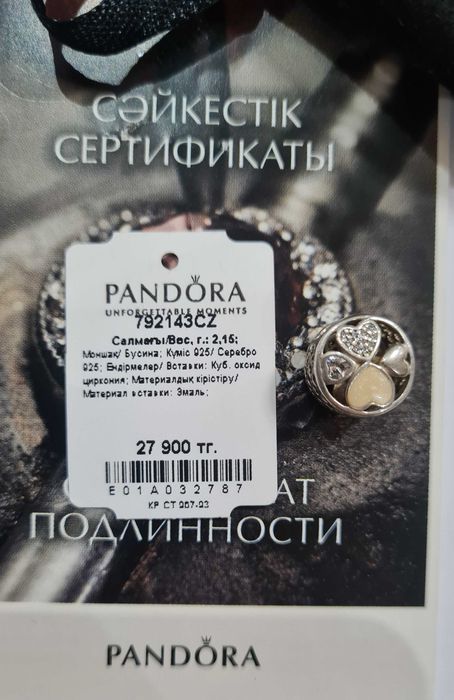 СӘЙКЕСТІК
СЕРТИФИКАТЫ
PANDORA
UNFORGETTABLE MOMENTS
792143CZ
Салмағы/Вес, г.: 2,15;
Моншақ/ Бусина; Күміс 925/ Серебро
925; Ендірмелер/ Вставки: Куб. оксид
циркония; Материалдық кірістіру/
Материал вставки: Эмаль;
27 900 тг.
E01A032787
КР СТ 967-93
АТ
ПОДЛИННОСТИ
PANDORA